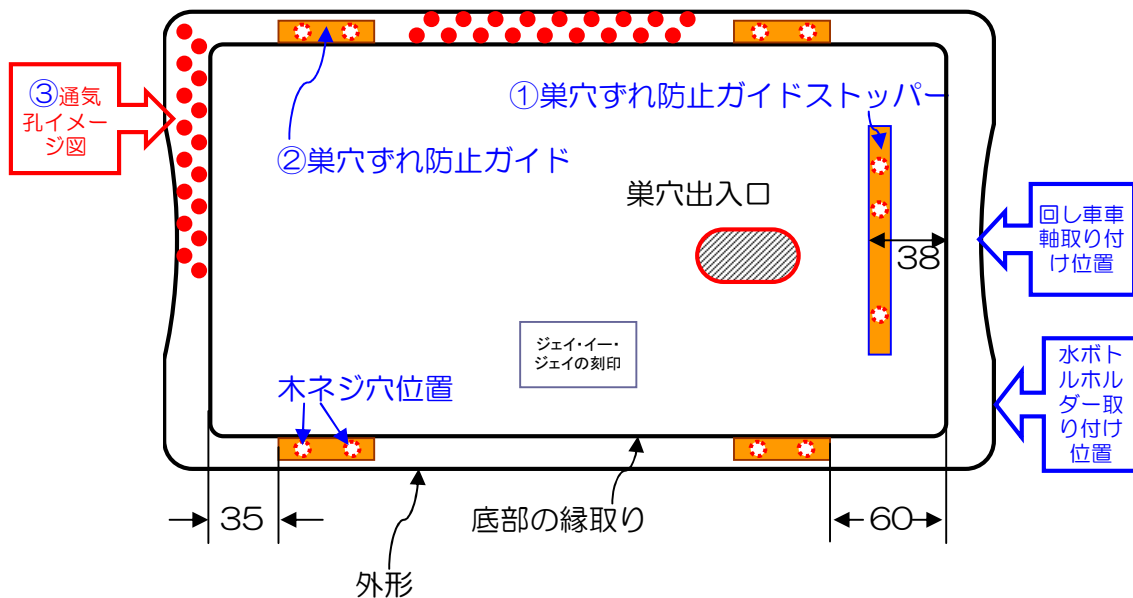 ③通気
孔イメー
ジ図
①巣穴ずれ防止ガイドストッパー
②巣穴ずれ防止ガイド
巣穴出入口
回し車車
軸取り付
け位置
38
ジェイ・イー・
ジェイの刻印
木ネジ穴位置
水ボト
ルホル
ダー取
り付け
位置
35
底部の縁取り
60
外形